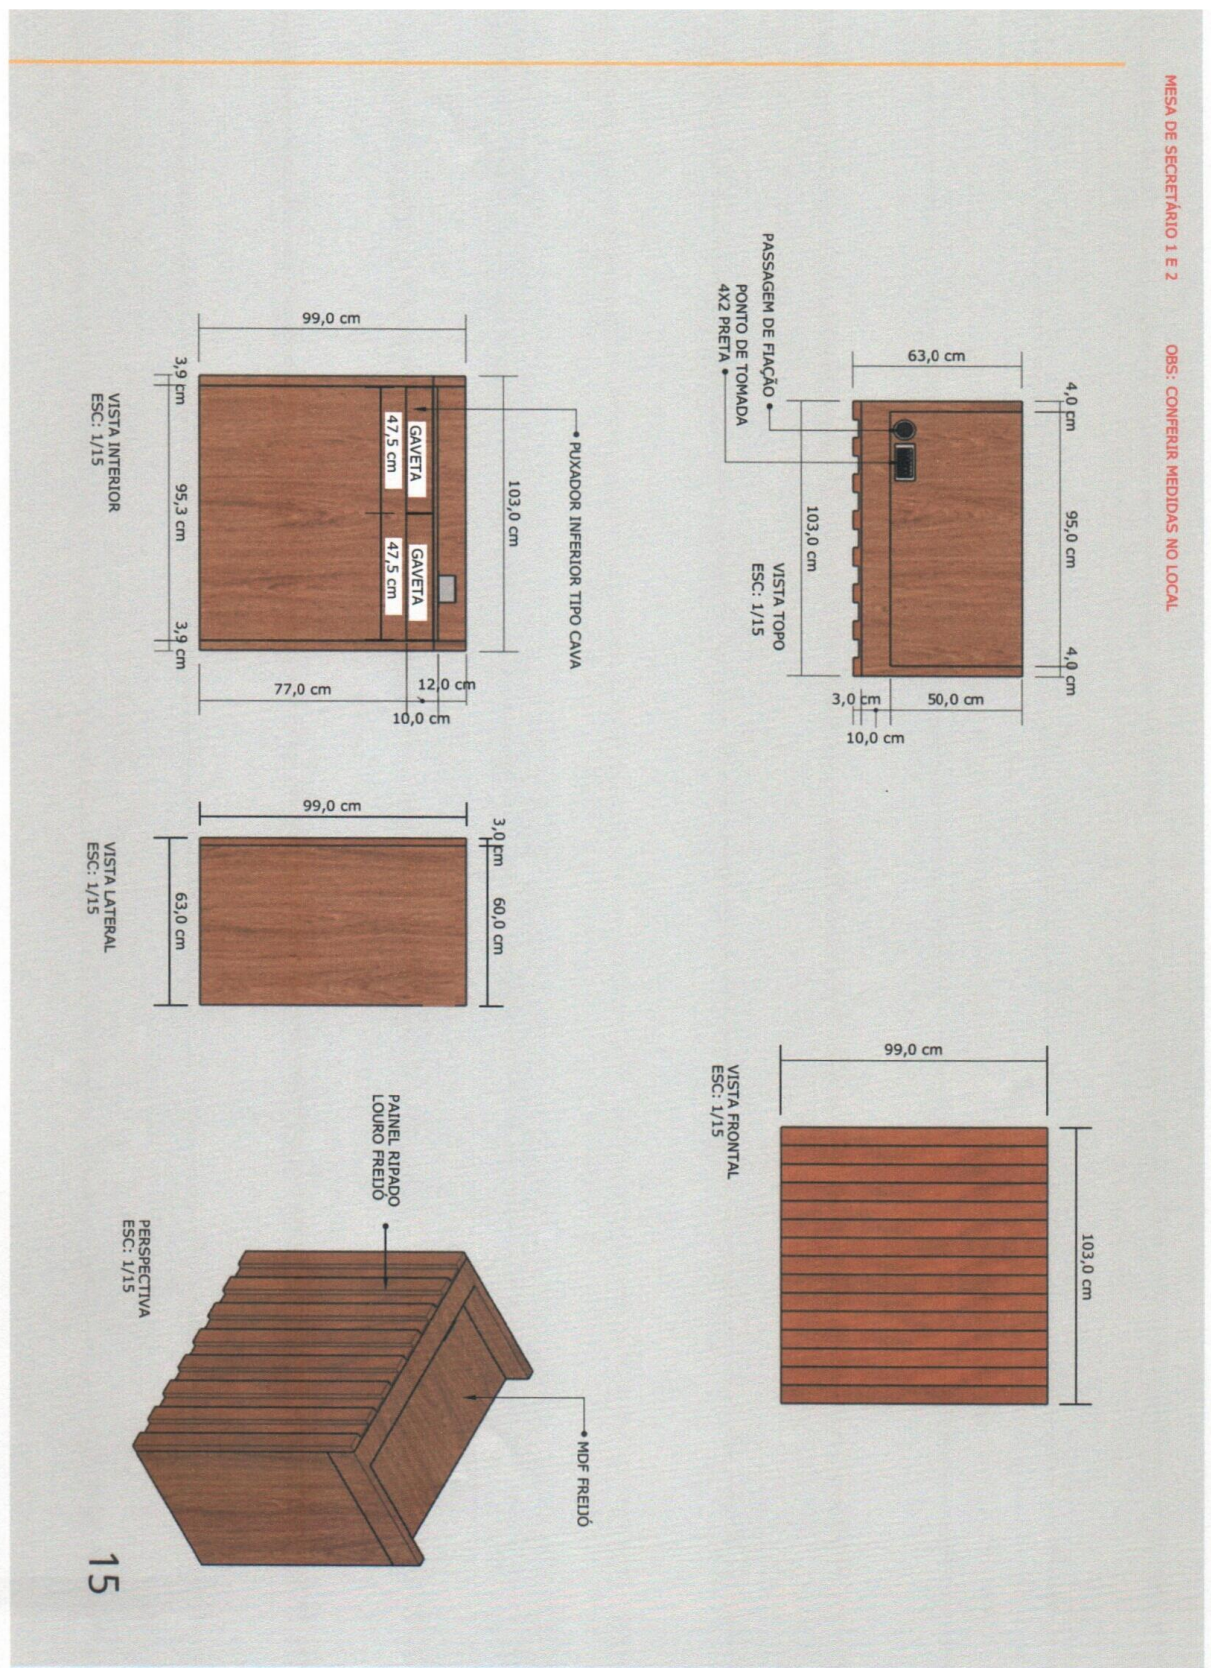 MESA DE SECRETÁRIO 1 E 2
OBS: CONFERIR MEDIDAS NO LOCAL
4,0 cm
95,0 cm
4,0 cm
63,0 cm
PASSAGEM DE FIAÇÃO
PONTO DE TOMADA
4X2 PRETA
3,0 cm
50,0 cm
10,0 cm
103,0 cm
VISTA TOPO
ESC: 1/15
103,0 cm
99,0 cm
VISTA FRONTAL
ESC: 1/15
PUXADOR INFERIOR TIPO CAVA
103,0 cm
99,0 cm
GAVETA
GAVETA
47,5 cm
47,5 cm
12,0 cm
10,0 cm
77,0 cm
3,9 cm
95,3 cm
3,9 cm
VISTA INTERIOR
ESC: 1/15
3,0 cm
60,0 cm
99,0 cm
63,0 cm
VISTA LATERAL
ESC: 1/15
MDF FREIJÓ
PAINEL RIPADO
LOURO FREIJÓ
PERSPECTIVA
ESC: 1/15
15